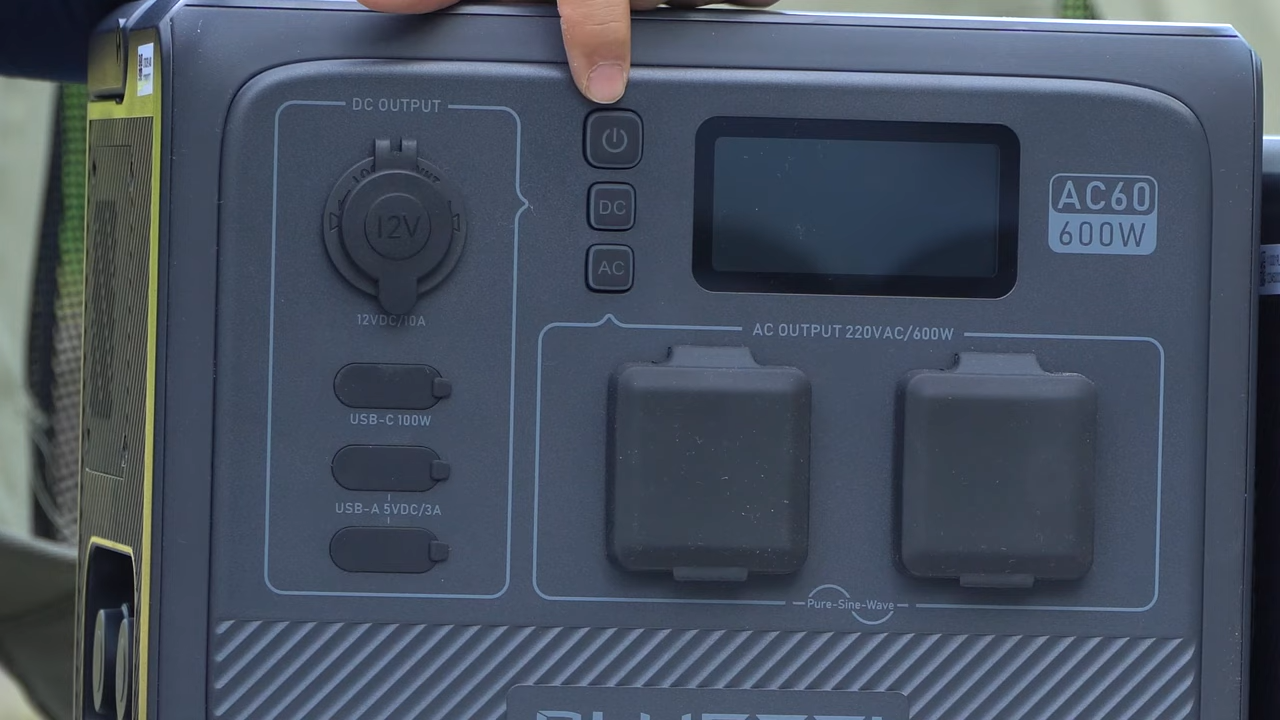 DC OUTPUT
12V
12VDC/10A
USB-C 100W
USB-A 5VDC/3A
DC
AC
AC60
600W
AC OUTPUT 220VAC/600W
Pure-Sine-Wave